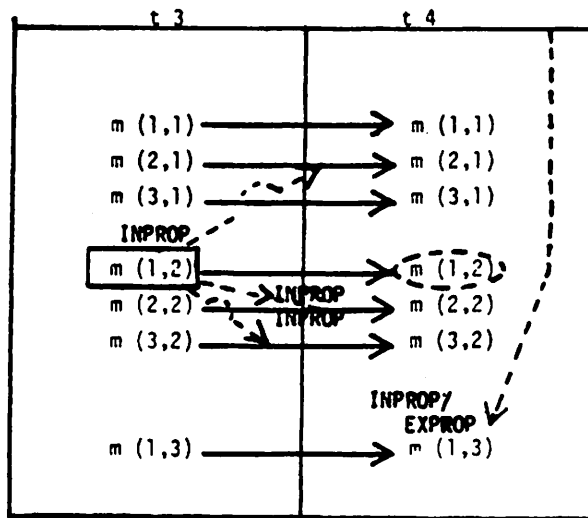 t 3 t 4
m (1,1) m (1,1)
m (2,1) m (2,1)
m (3,1) m (3,1)
INPROP
m (1,2) m (1,2)
INPROP
m (2,2) m (2,2)
INPROP
m (3,2) m (3,2)
INPROP/
EXPROP
m (1,3) m (1,3)